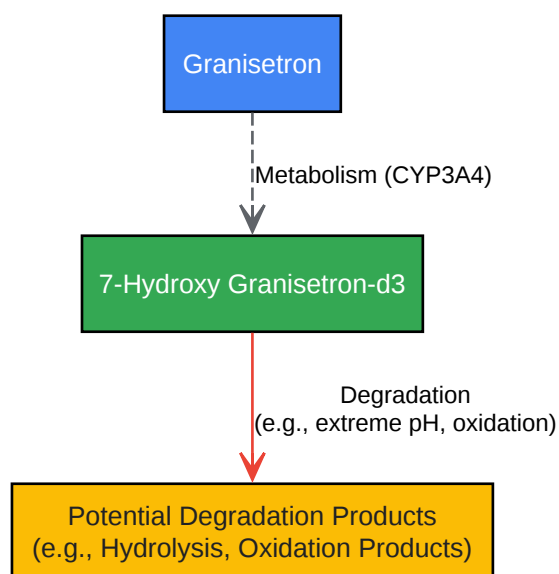 Granisetron
Metabolism (CYP3A4)
7-Hydroxy Granisetron-d3
Degradation
(e.g., extreme pH, oxidation)
Potential Degradation Products
(e.g., Hydrolysis, Oxidation Products)